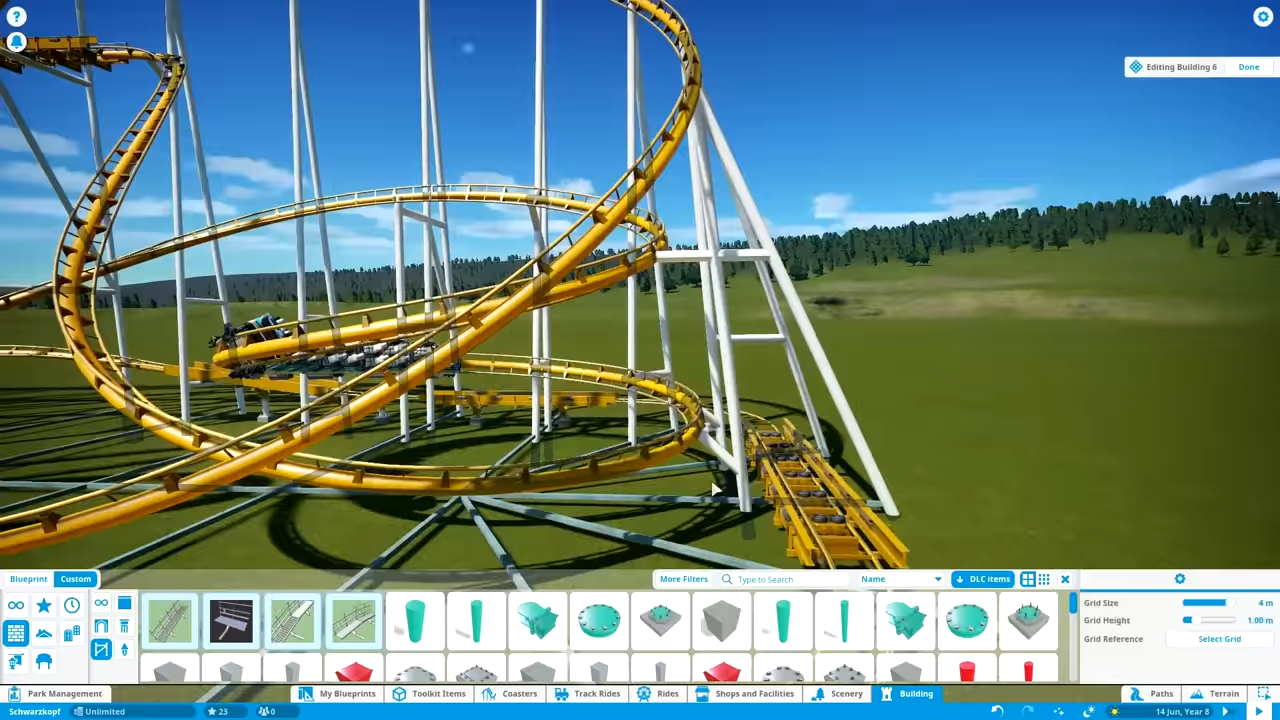 ?
Editing Building 6 Done
Blueprint Custom
More Filters Type to Search Name DLC items
Grid Size 4 m
Grid Height 1.00 m
Grid Reference Select Grid
Park Management My Blueprints Toolkit Items Coasters Track Rides Rides Shops and Facilities Scenery Building Paths Terrain
Schwarzkopf Unlimited 23 0 14 Jun, Year 8